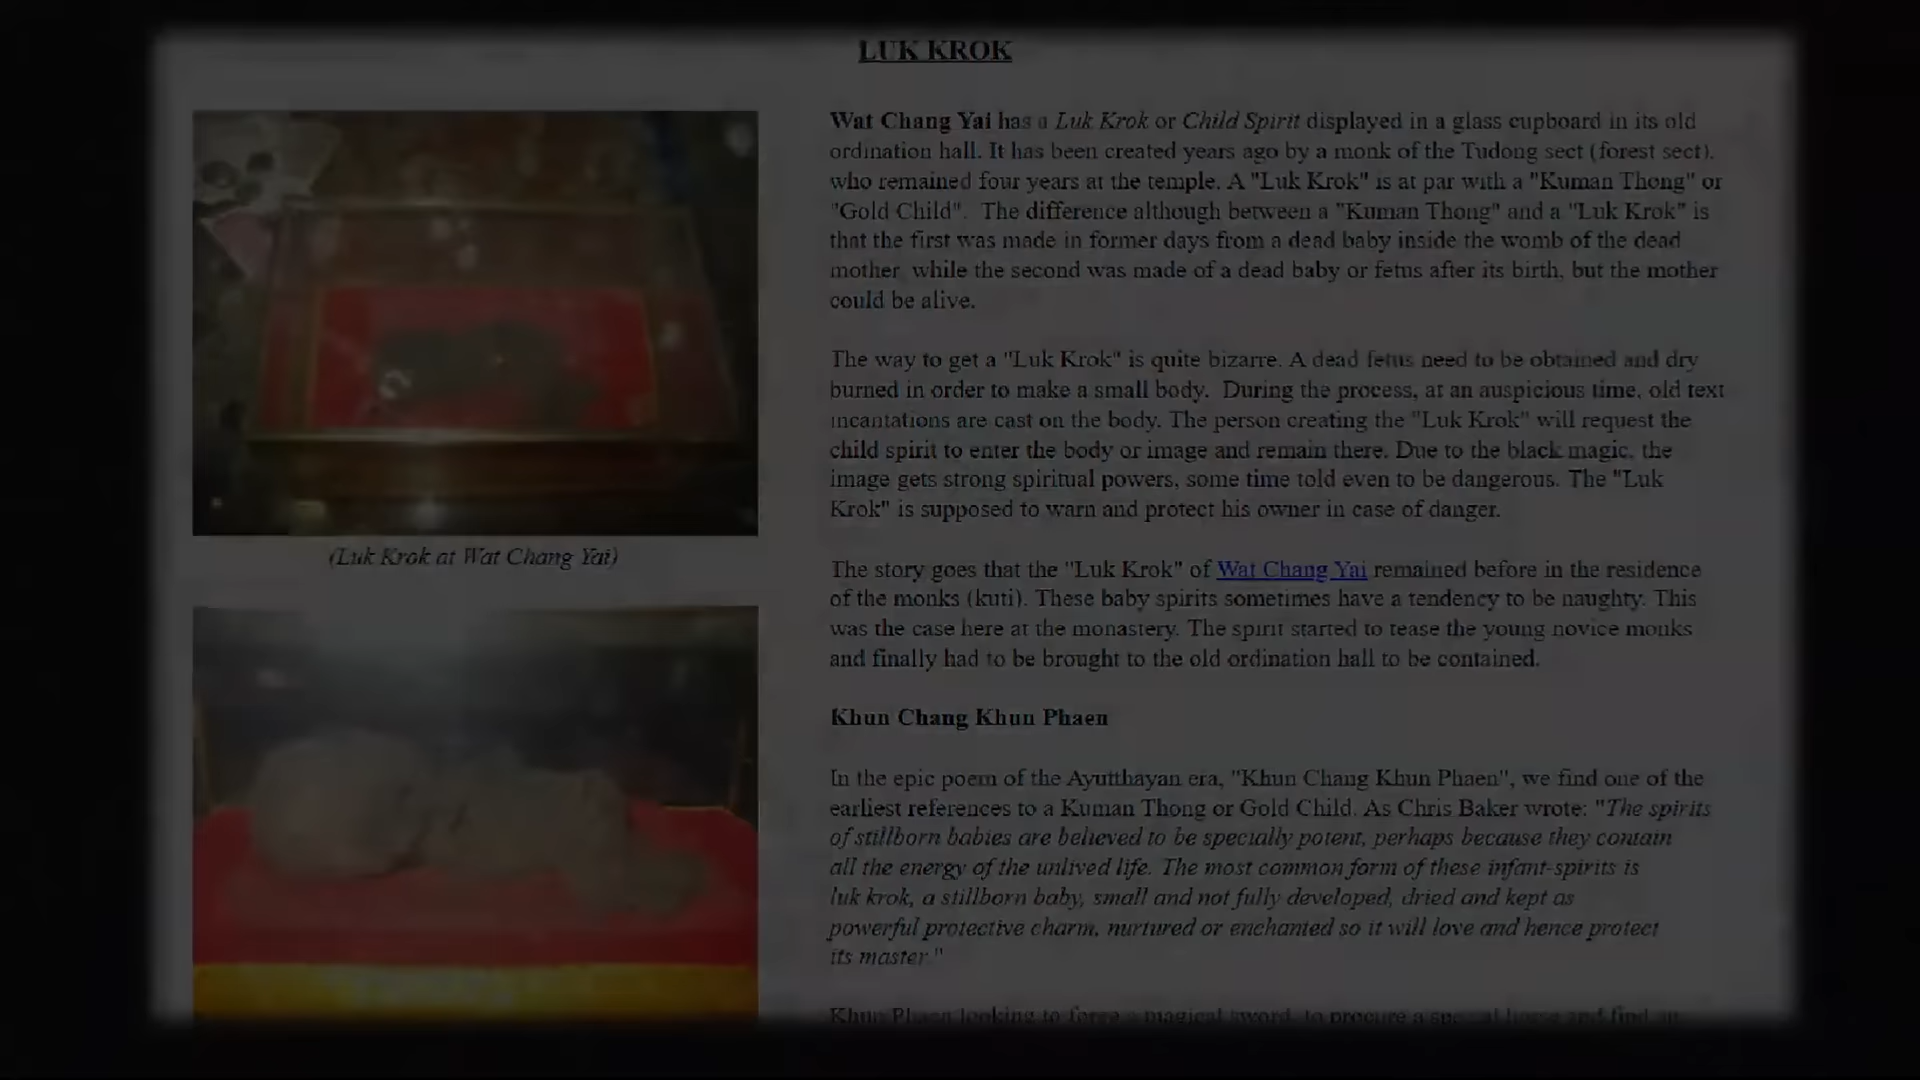 LUK KROK
Wat Chang Yai has a Luk Krok or Child Spirit displayed in a glass cupboard in its old
ordination hall. It has been created years ago by a monk of the Tudong sect (forest sect),
who remained four years at the temple. A "Luk Krok" is at par with a "Kuman Thong" or
"Gold Child".  The difference although between a "Kuman Thong" and a "Luk Krok" is
that the first was made in former days from a dead baby inside the womb of the dead
mother, while the second was made of a dead baby or fetus after its birth, but the mother
could be alive.
The way to get a "Luk Krok" is quite bizarre. A dead fetus need to be obtained and dry
burned in order to make a small body.  During the process, at an auspicious time, old text
incantations are cast on the body. The person creating the "Luk Krok" will request the
child spirit to enter the body or image and remain there. Due to the black magic, the
image gets strong spiritual powers, some time told even to be dangerous. The "Luk
Krok" is supposed to warn and protect his owner in case of danger.
(Luk Krok at Wat Chang Yai)
The story goes that the "Luk Krok" of Wat Chang Yai remained before in the residence
of the monks (kuti). These baby spirits sometimes have a tendency to be naughty. This
was the case here at the monastery. The spirit started to tease the young novice monks
and finally had to be brought to the old ordination hall to be contained.
Khun Chang Khun Phaen
In the epic poem of the Ayutthayan era, "Khun Chang Khun Phaen", we find one of the
earliest references to a Kuman Thong or Gold Child. As Chris Baker wrote: "The spirits
of stillborn babies are believed to be specially potent, perhaps because they contain
all the energy of the unlived life. The most common form of these infant-spirits is
luk krok, a stillborn baby, small and not fully developed, dried and kept as
powerful protective charm, nurtured or enchanted so it will love and hence protect
its master."
Khun Phaen looking to forge a magical sword, to procure a special horse and find an